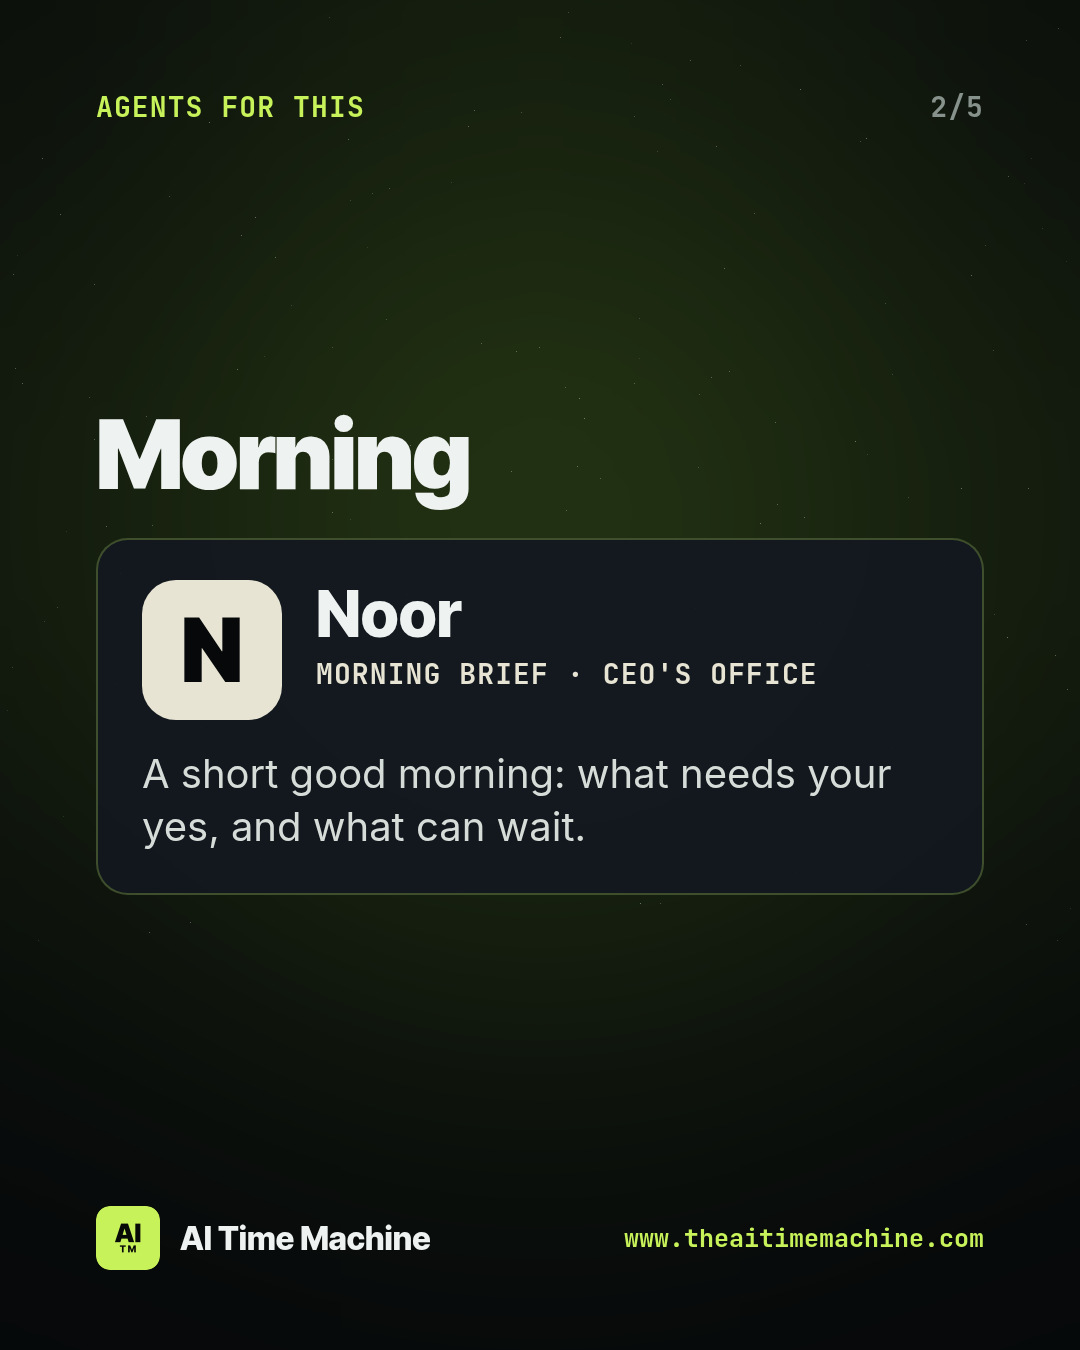 AGENTS FOR THIS
2/5
Morning
N
Noor
MORNING BRIEF · CEO'S OFFICE
A short good morning: what needs your
yes, and what can wait.
AI
TM
AI Time Machine
www.theaitimemachine.com